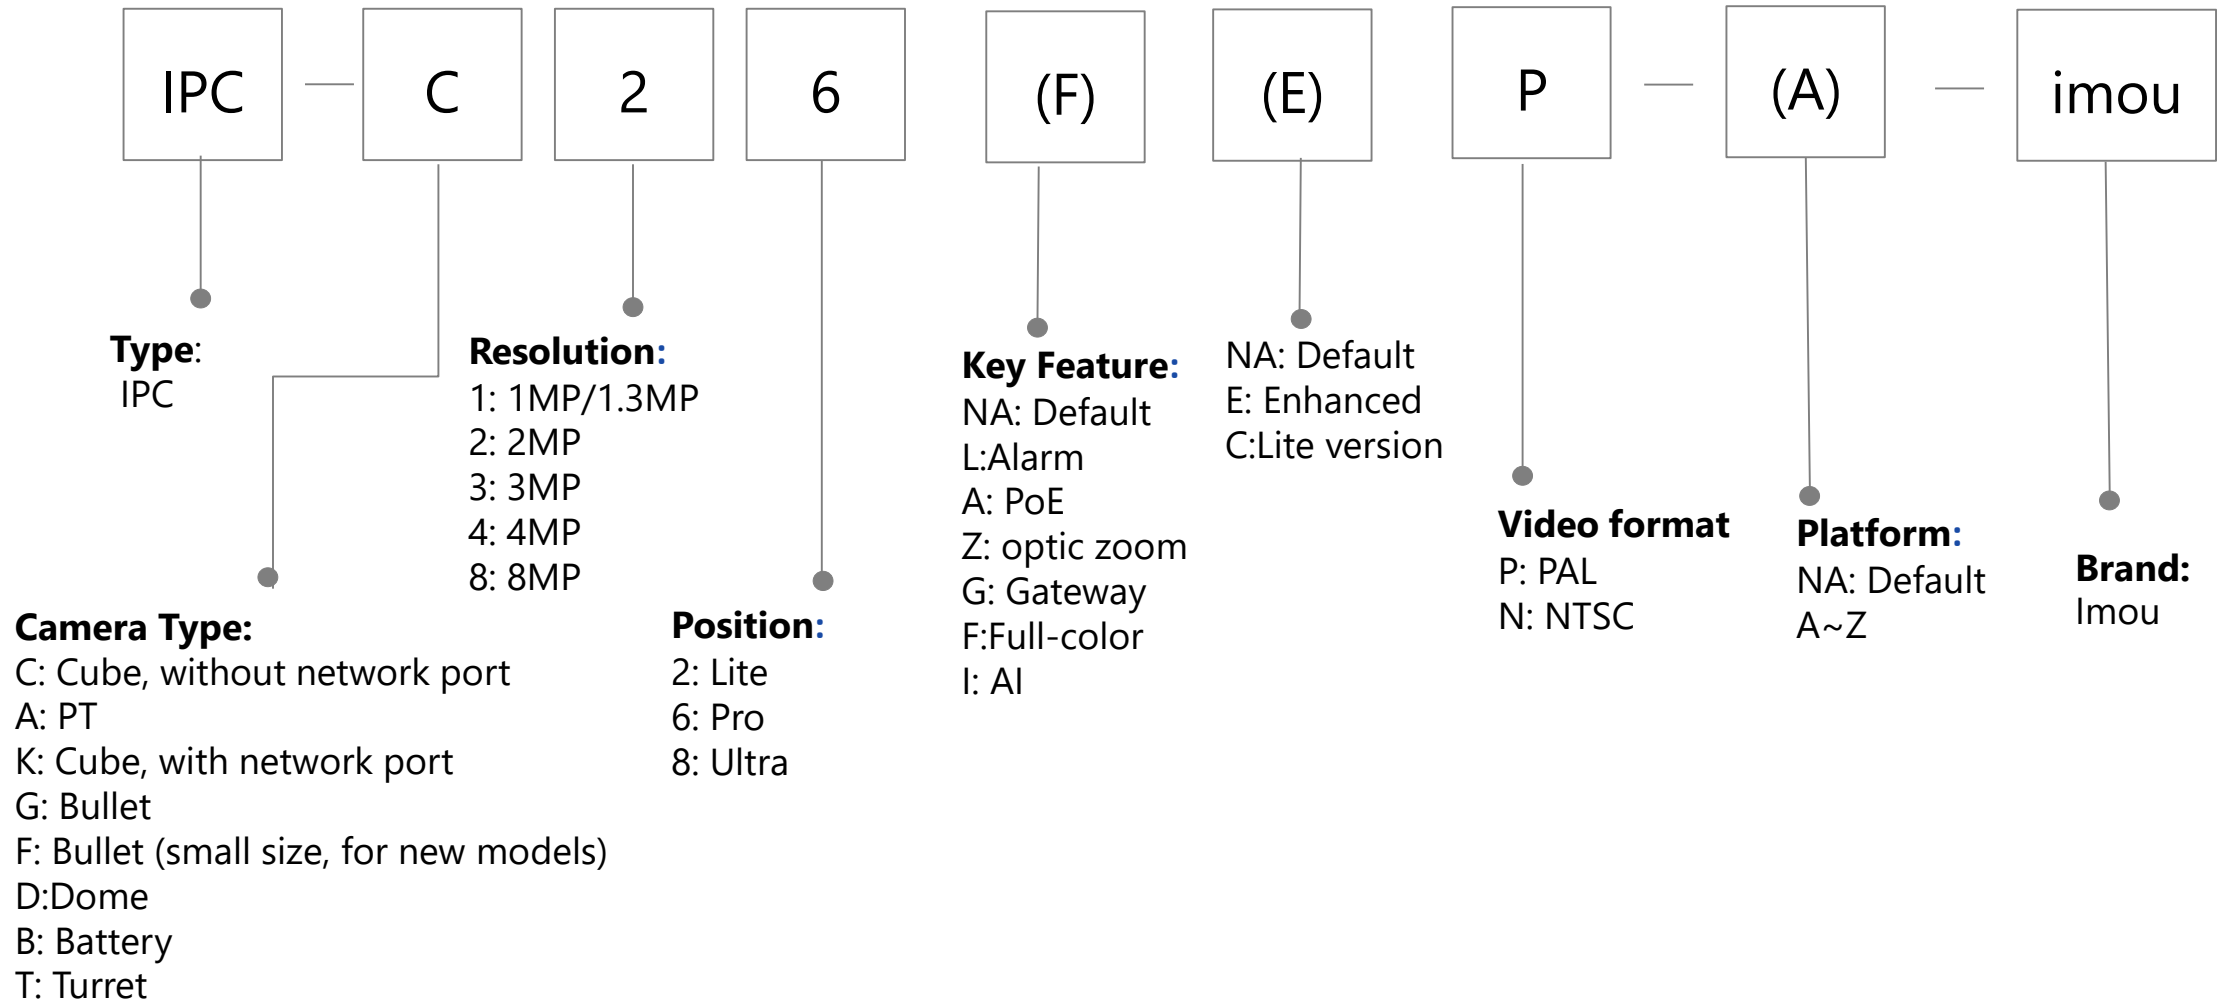 IPC — C 2 6 (F) (E) P — (A) — imou
Type:
IPC
Camera Type:
C: Cube, without network port
A: PT
K: Cube, with network port
G: Bullet
F: Bullet (small size, for new models)
D:Dome
B: Battery
T: Turret
Resolution:
1: 1MP/1.3MP
2: 2MP
3: 3MP
4: 4MP
8: 8MP
Position:
2: Lite
6: Pro
8: Ultra
Key Feature:
NA: Default
L:Alarm
A: PoE
Z: optic zoom
G: Gateway
F:Full-color
I: AI
NA: Default
E: Enhanced
C:Lite version
Video format
P: PAL
N: NTSC
Platform:
NA: Default
A~Z
Brand:
Imou